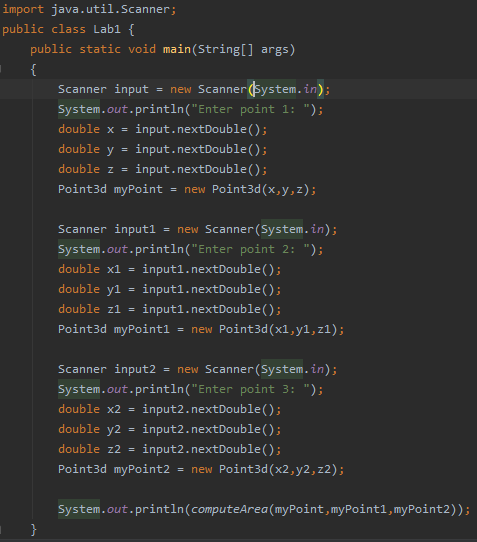 import java.util.Scanner;
public class Lab1 {
    public static void main(String[] args)
    {
        Scanner input = new Scanner(System.in);
        System.out.println("Enter point 1: ");
        double x = input.nextDouble();
        double y = input.nextDouble();
        double z = input.nextDouble();
        Point3d myPoint = new Point3d(x,y,z);

        Scanner input1 = new Scanner(System.in);
        System.out.println("Enter point 2: ");
        double x1 = input1.nextDouble();
        double y1 = input1.nextDouble();
        double z1 = input1.nextDouble();
        Point3d myPoint1 = new Point3d(x1,y1,z1);

        Scanner input2 = new Scanner(System.in);
        System.out.println("Enter point 3: ");
        double x2 = input2.nextDouble();
        double y2 = input2.nextDouble();
        double z2 = input2.nextDouble();
        Point3d myPoint2 = new Point3d(x2,y2,z2);

        System.out.println(computeArea(myPoint,myPoint1,myPoint2));
    }